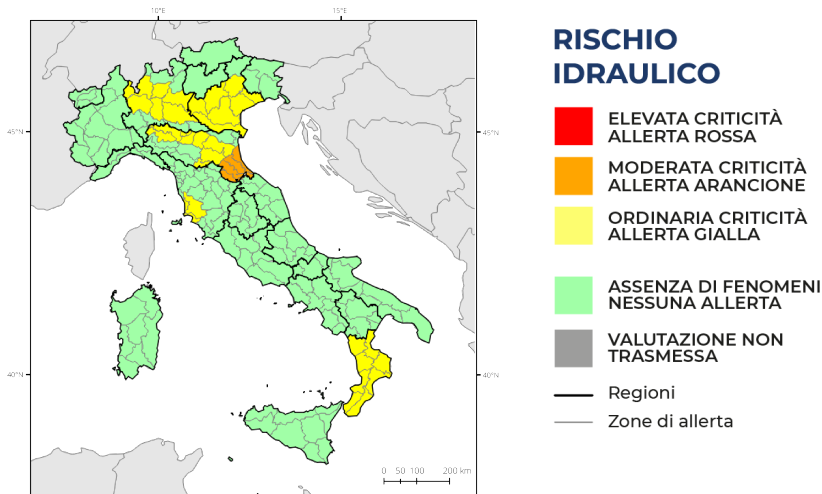 10°E 15°E
RISCHIO
IDRAULICO
ELEVATA CRITICITÀ
ALLERTA ROSSA
45°N 45°N
MODERATA CRITICITÀ
ALLERTA ARANCIONE
ORDINARIA CRITICITÀ
ALLERTA GIALLA
ASSENZA DI FENOMENI
NESSUNA ALLERTA
VALUTAZIONE NON
TRASMESSA
40°N 40°N
Regioni
Zone di allerta
0 50 100 200 km